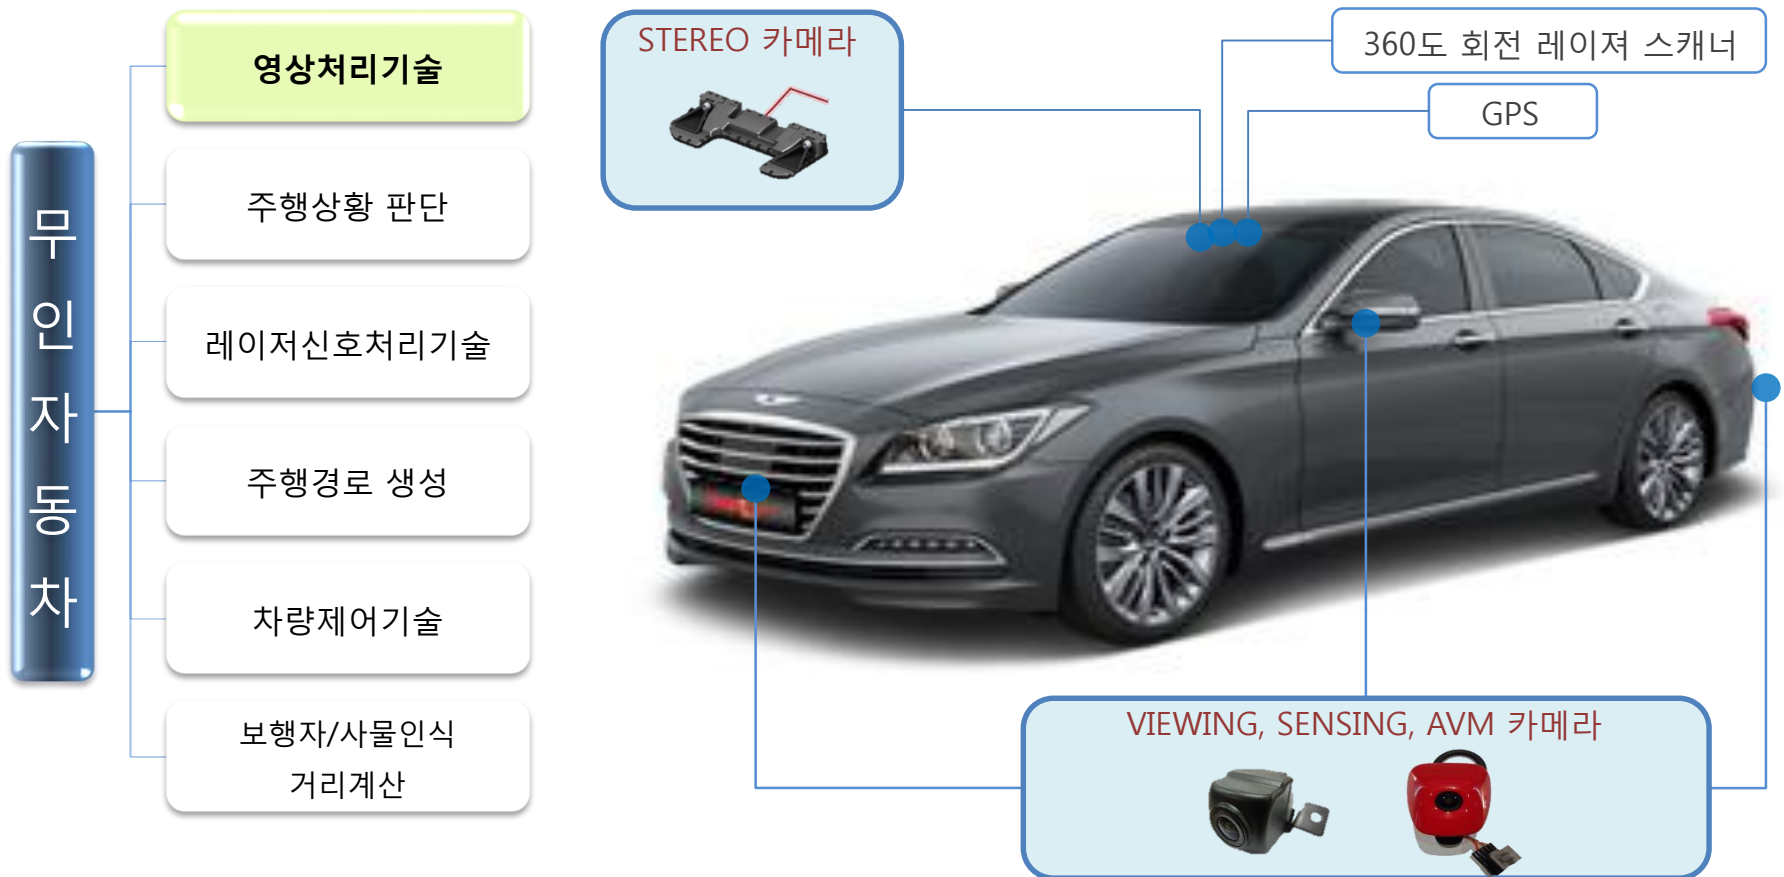 무인자동차
영상처리기술
주행상황 판단
레이저신호처리기술
주행경로 생성
차량제어기술
보행자/사물인식
거리계산
STEREO 카메라
360도 회전 레이져 스캐너
GPS
VIEWING, SENSING, AVM 카메라